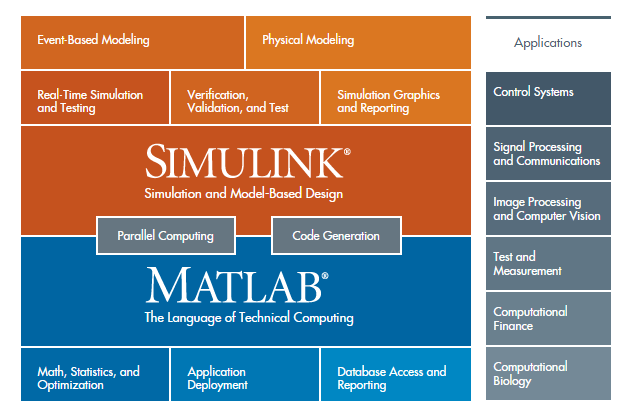 Event-Based Modeling
Physical Modeling
Real-Time Simulation
and Testing
Verification,
Validation, and Test
Simulation Graphics
and Reporting
SIMULINK®
Simulation and Model-Based Design
Parallel Computing
Code Generation
MATLAB®
The Language of Technical Computing
Math, Statistics, and
Optimization
Application
Deployment
Database Access and
Reporting
Applications
Control Systems
Signal Processing
and Communications
Image Processing
and Computer Vision
Test and
Measurement
Computational
Finance
Computational
Biology